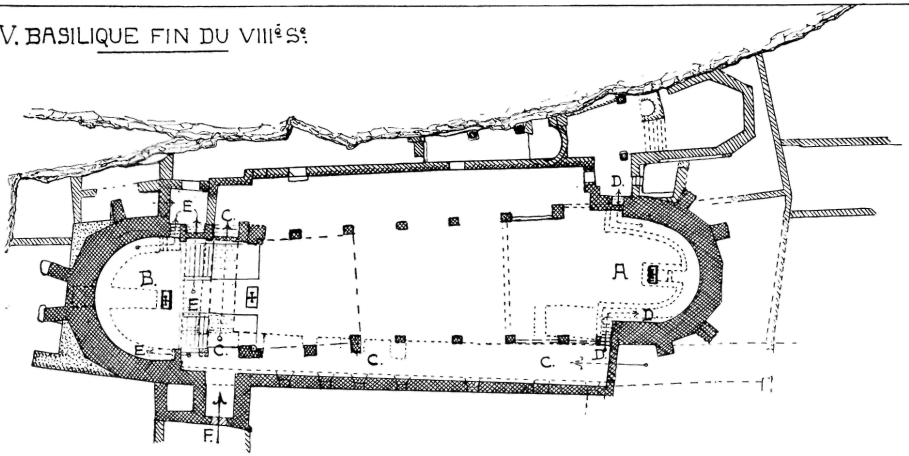 V. BASILIQUE FIN DU VIIIᵉ Sᵉ.
D.
E
C.
A
B.
E
D.
E
C.
C
D
C.
F.